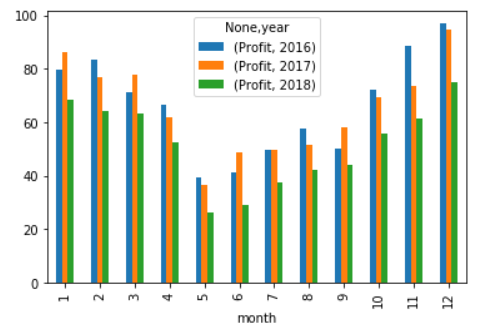 100
80
60
40
20
0
None,year
(Profit, 2016)
(Profit, 2017)
(Profit, 2018)
1 2 3 4 5 6 7 8 9 10 11 12
month